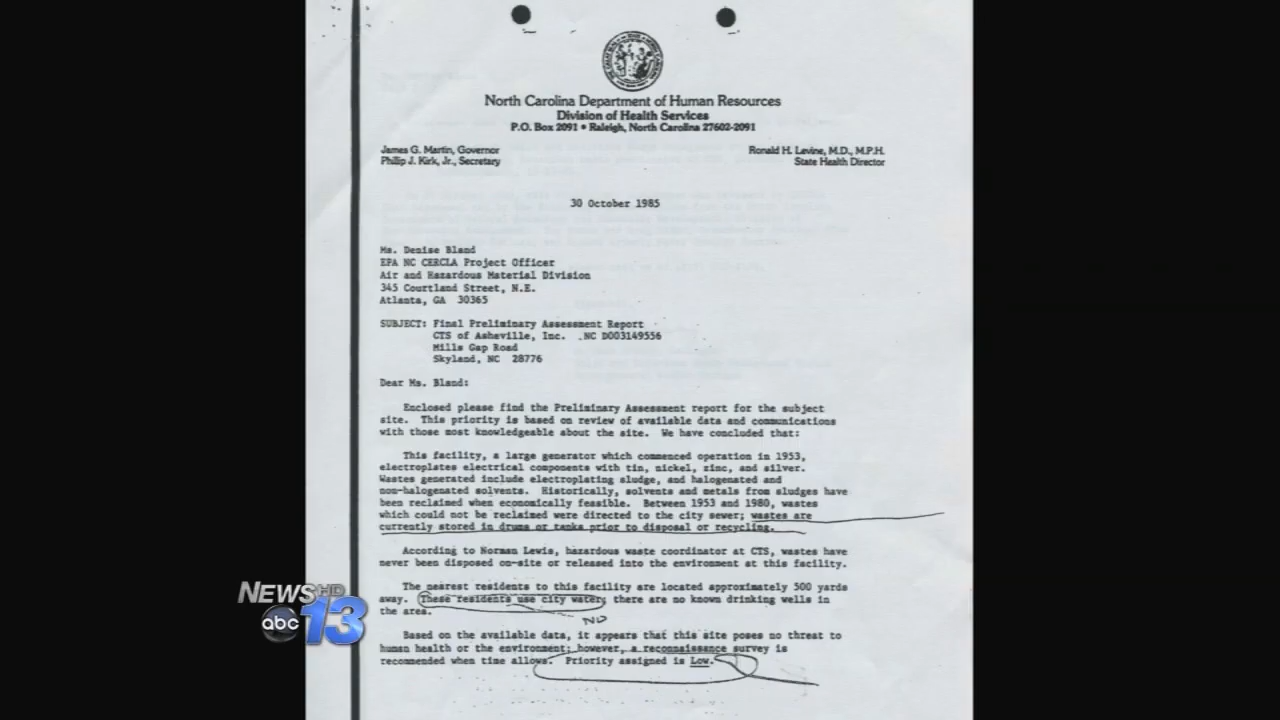 North Carolina Department of Human Resources
Division of Health Services
P.O. Box 2091 • Raleigh, North Carolina 27602-2091
James G. Martin, Governor
Phillip J. Kirk, Jr., Secretary
Ronald H. Levine, M.D., M.P.H.
State Health Director
30 October 1985
Ms. Denise Bland
EPA NC CERCLA Project Officer
Air and Hazardous Material Division
345 Courtland Street, N.E.
Atlanta, GA 30365
SUBJECT: Final Preliminary Assessment Report
CTS of Asheville, Inc. NC D003149556
Mills Gap Road
Skyland, NC 28776
Dear Ms. Bland:
Enclosed please find the Preliminary Assessment report for the subject
site. This priority is based on review of available data and communications
with those most knowledgeable about the site. We have concluded that:
This facility, a large generator which commenced operation in 1953,
electroplates electrical components with tin, nickel, zinc, and silver.
Wastes generated include electroplating sludge, and halogenated and
non-halogenated solvents. Historically, solvents and metals from sludges have
been reclaimed when economically feasible. Between 1953 and 1980, wastes
which could not be reclaimed were directed to the city sewer; wastes are
currently stored in drums or tanks prior to disposal or recycling.
According to Norman Lewis, hazardous waste coordinator at CTS, wastes have
never been disposed on-site or released into the environment at this facility.
The nearest residents to this facility are located approximately 500 yards
away. These residents use city water; there are no known drinking wells in
the area.
NO
Based on the available data, it appears that this site poses no threat to
human health or the environment; however, a reconnaissance survey is
recommended when time allows. Priority assigned is Low.
NEWS HD
abc 13